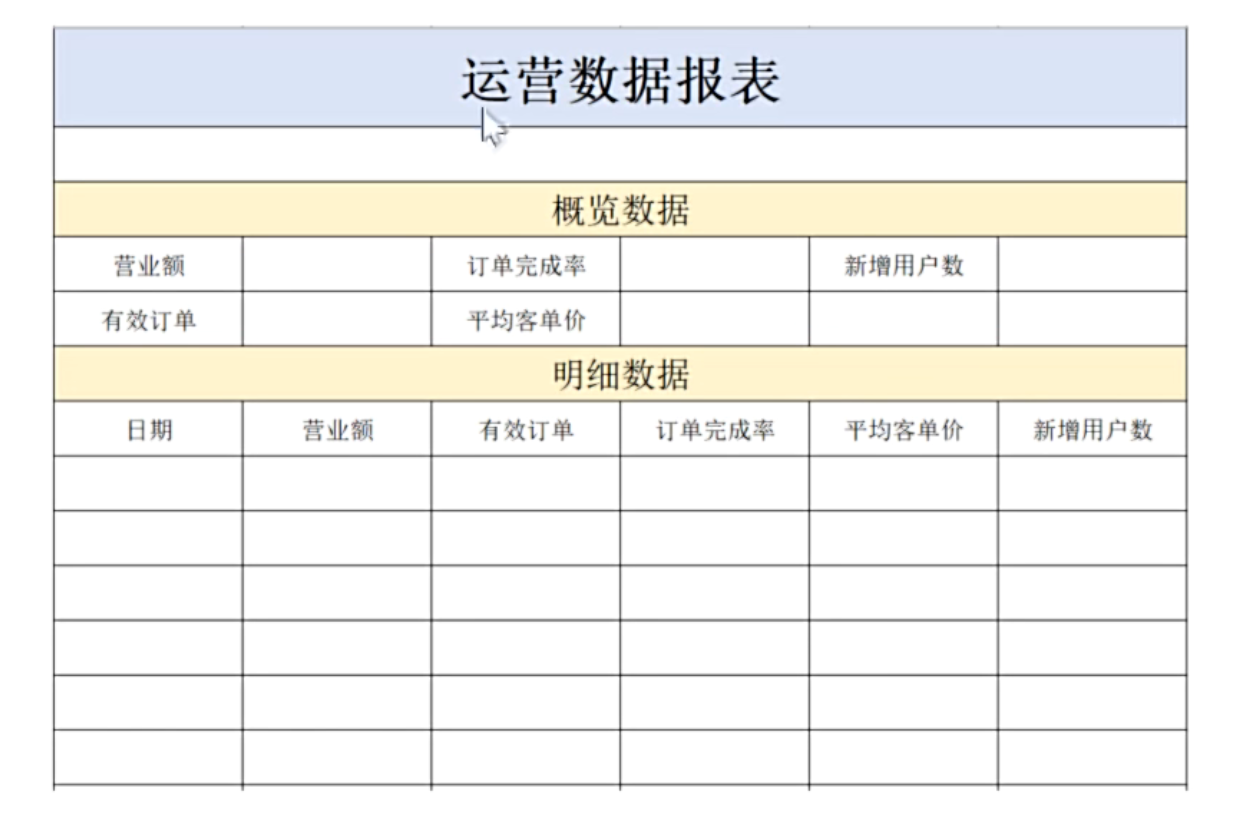 运营数据报表
概览数据
营业额 订单完成率 新增用户数
有效订单 平均客单价
明细数据
日期 营业额 有效订单 订单完成率 平均客单价 新增用户数